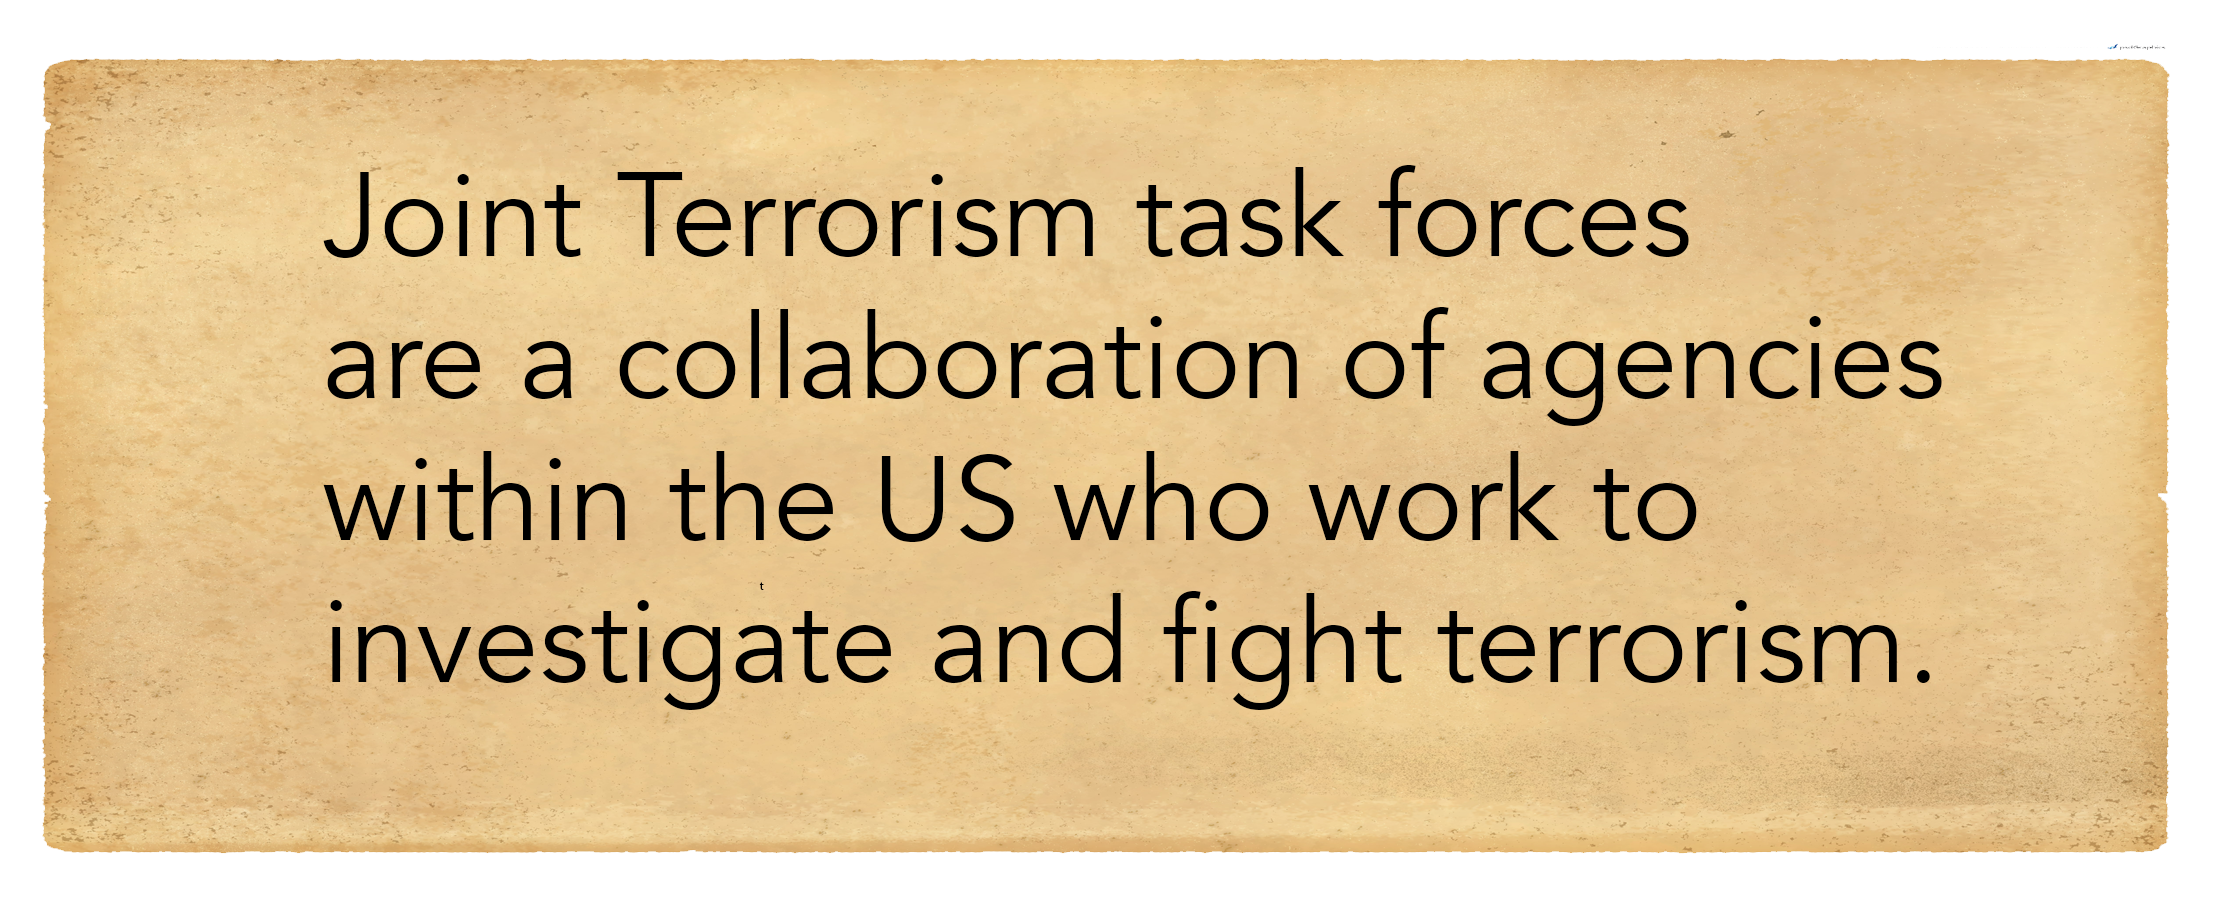 Joint Terrorism task forces
are a collaboration of agencies
within the US who work to
t
investigate and fight terrorism.